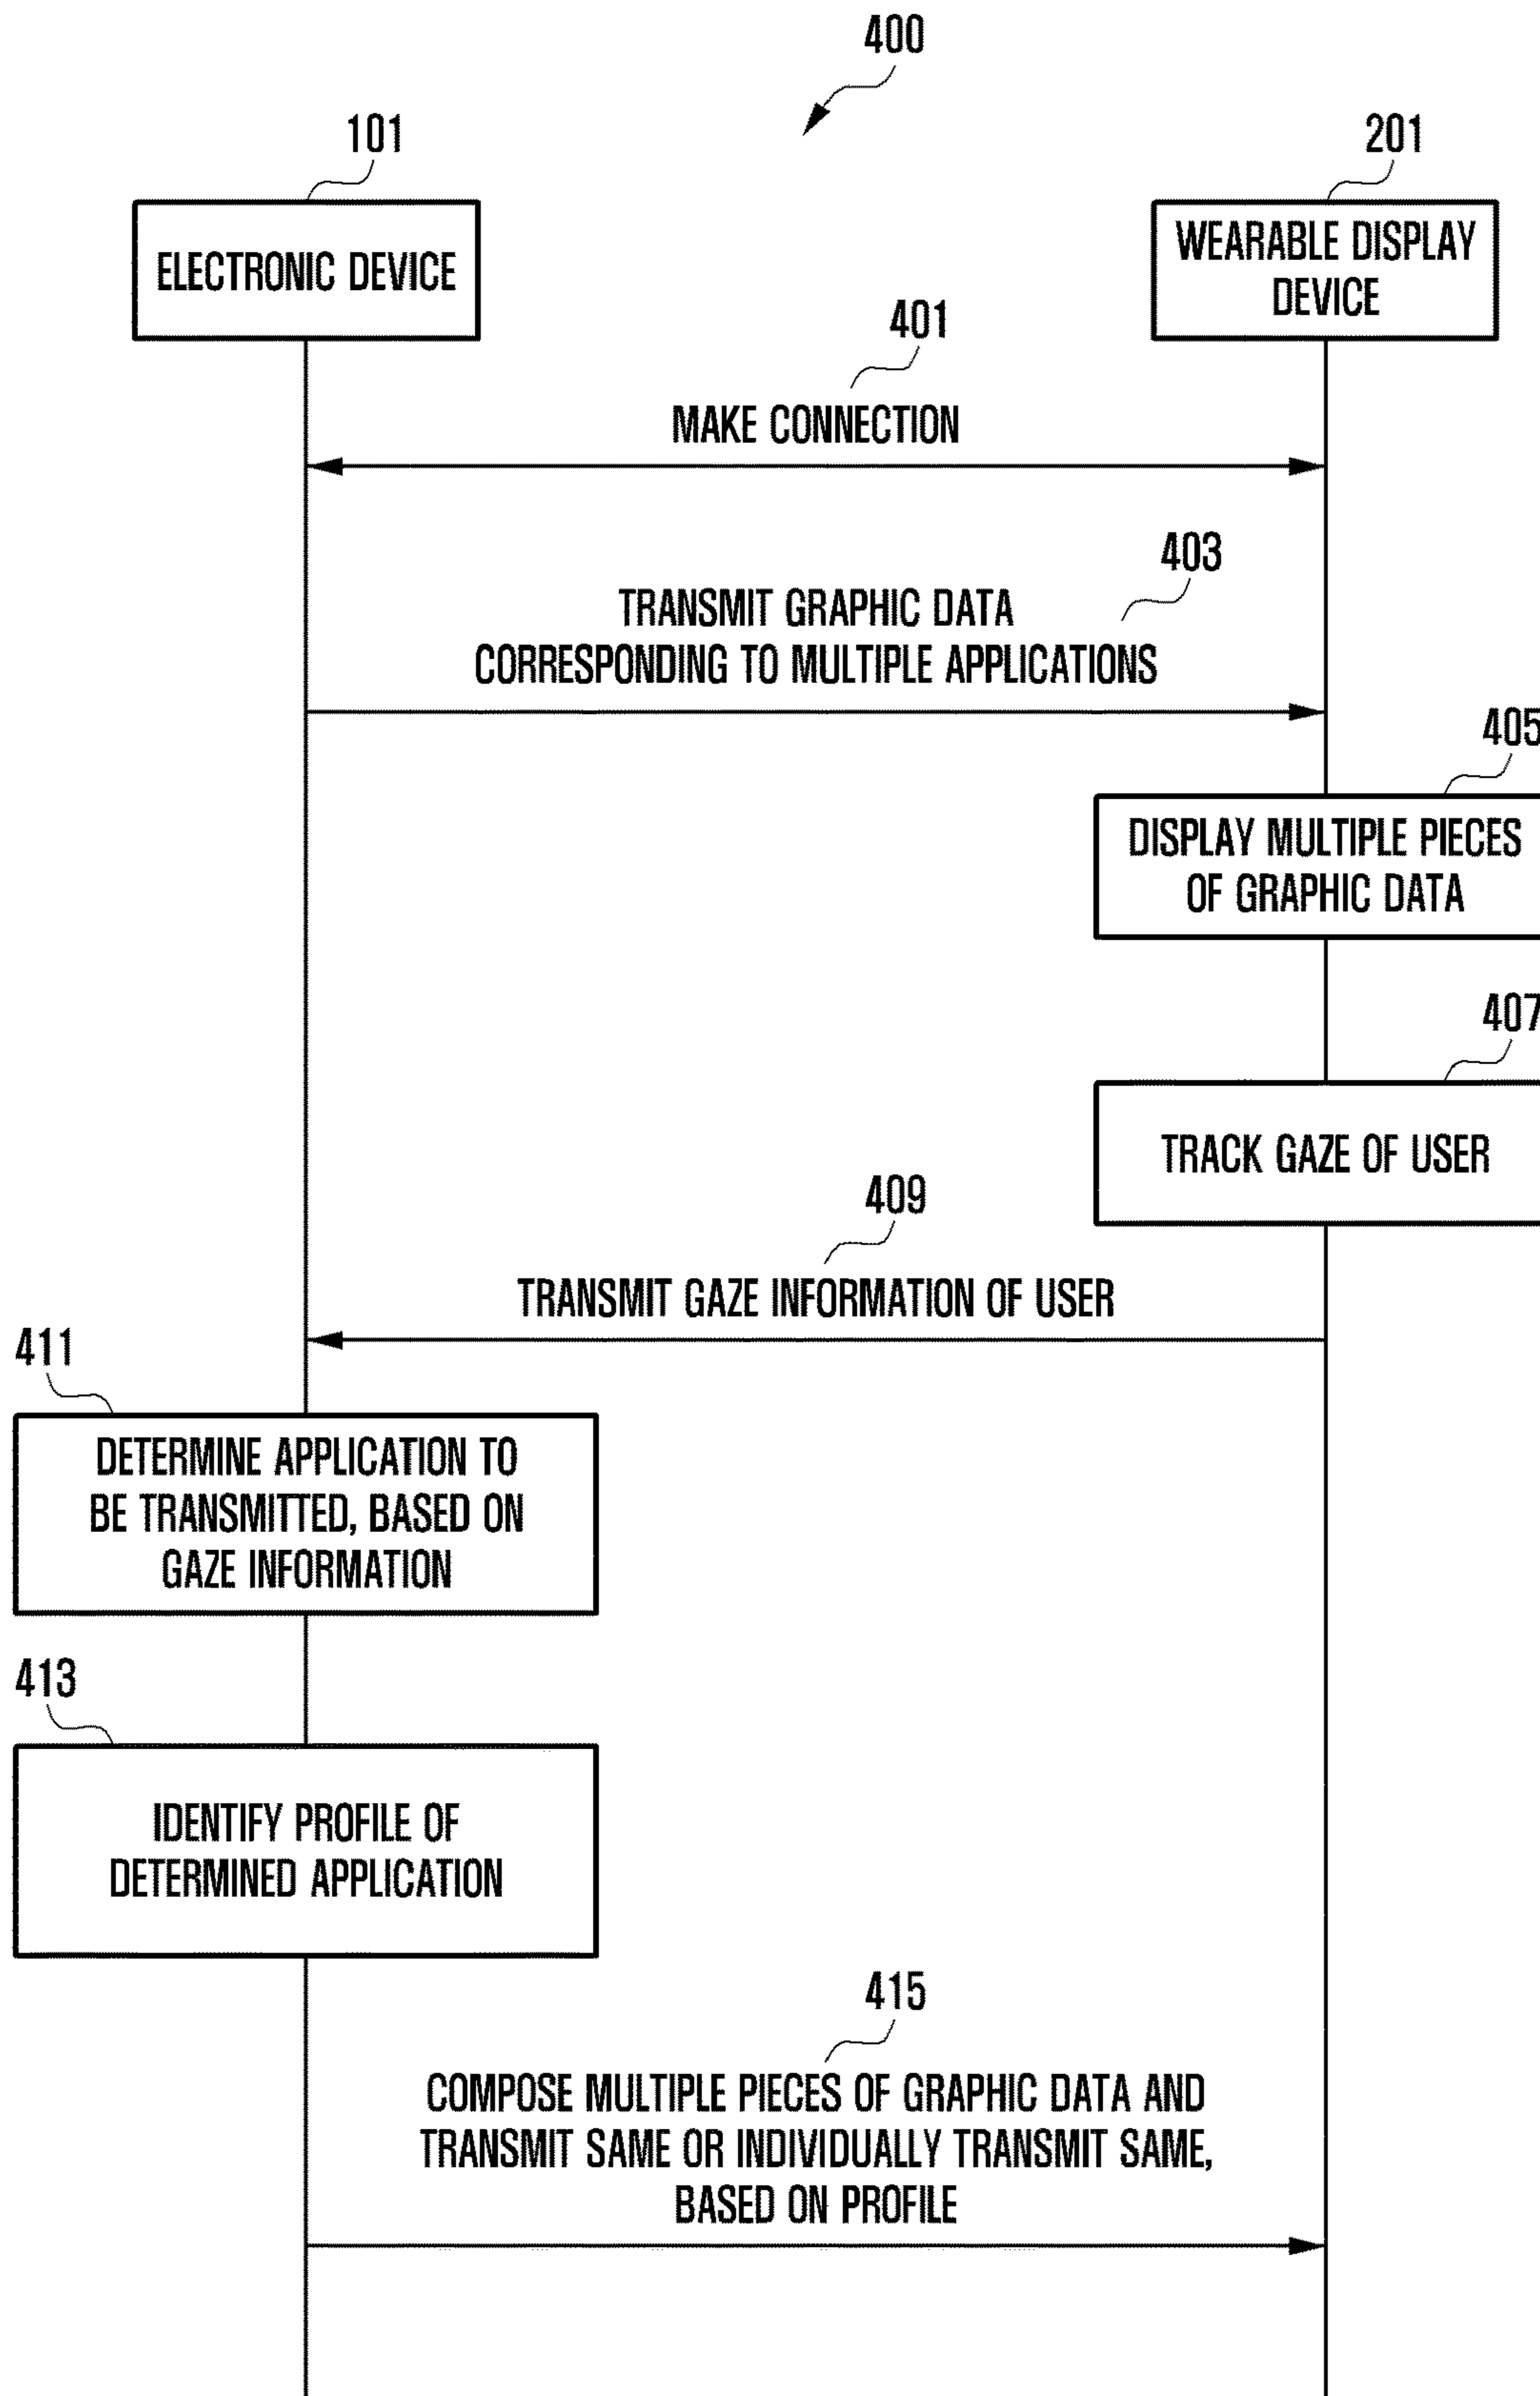 400
101
201
ELECTRONIC DEVICE
WEARABLE DISPLAY
DEVICE
401
MAKE CONNECTION
403
TRANSMIT GRAPHIC DATA
CORRESPONDING TO MULTIPLE APPLICATIONS
405
DISPLAY MULTIPLE PIECES
OF GRAPHIC DATA
407
TRACK GAZE OF USER
409
TRANSMIT GAZE INFORMATION OF USER
411
DETERMINE APPLICATION TO
BE TRANSMITTED, BASED ON
GAZE INFORMATION
413
IDENTIFY PROFILE OF
DETERMINED APPLICATION
415
COMPOSE MULTIPLE PIECES OF GRAPHIC DATA AND
TRANSMIT SAME OR INDIVIDUALLY TRANSMIT SAME,
BASED ON PROFILE